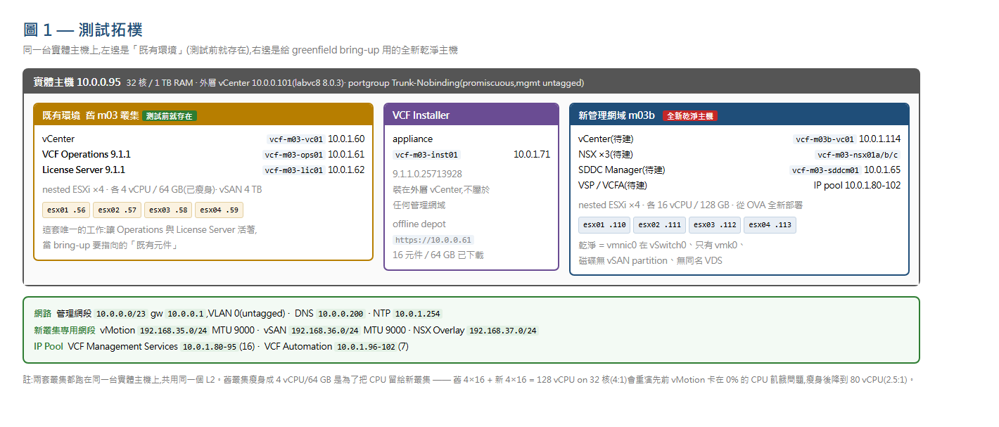 圖 1 — 測試拓樸
同一台實體主機上,左邊是「既有環境」(測試前就存在),右邊是給 greenfield bring-up 用的全新乾淨主機
實體主機 10.0.0.95 32 核 / 1 TB RAM · 外層 vCenter 10.0.0.101(labvc8 8.0.3)· portgroup Trunk-Nobinding(promiscuous,mgmt untagged)
既有環境 舊 m03 叢集 測試前就存在
vCenter vcf-m03-vc01 10.0.1.60
VCF Operations 9.1.1 vcf-m03-ops01 10.0.1.61
License Server 9.1.1 vcf-m03-lic01 10.0.1.62
nested ESXi ×4 · 各 4 vCPU / 64 GB(已瘦身)· vSAN 4 TB
esx01 .56 esx02 .57 esx03 .58 esx04 .59
這套唯一的工作:讓 Operations 與 License Server 活著,
當 bring-up 要指向的「既有元件」
VCF Installer
appliance
vcf-m03-inst01 10.0.1.71
9.1.1.0.25713928
裝在外層 vCenter,不屬於
任何管理網域
offline depot
https://10.0.0.61
16 元件 / 64 GB 已下載
新管理網域 m03b 全新乾淨主機
vCenter(待建) vcf-m03b-vc01 10.0.1.114
NSX ×3(待建) vcf-m03-nsx01a/b/c
SDDC Manager(待建) vcf-m03-sddcm01 10.0.1.65
VSP / VCFA(待建) IP pool 10.0.1.80-102
nested ESXi ×4 · 各 16 vCPU / 128 GB · 從 OVA 全新部署
esx01 .110 esx02 .111 esx03 .112 esx04 .113
乾淨 = vmnic0 在 vSwitch0、只有 vmk0、
磁碟無 vSAN partition、無同名 VDS
網路 管理網段 10.0.0.0/23 gw 10.0.0.1 ,VLAN 0(untagged) · DNS 10.0.0.200 · NTP 10.0.1.254
新叢集專用網段 vMotion 192.168.35.0/24 MTU 9000 · vSAN 192.168.36.0/24 MTU 9000 · NSX Overlay 192.168.37.0/24
IP Pool VCF Management Services 10.0.1.80-95 (16) · VCF Automation 10.0.1.96-102 (7)
註:兩套叢集都跑在同一台實體主機上,共用同一個 L2。舊叢集瘦身成 4 vCPU/64 GB 是為了把 CPU 留給新叢集 —— 舊 4×16 + 新 4×16 = 128 vCPU on 32 核(4:1)會重演先前 vMotion 卡在 0% 的 CPU 飢餓問題,瘦身後降到 80 vCPU(2.5:1)。